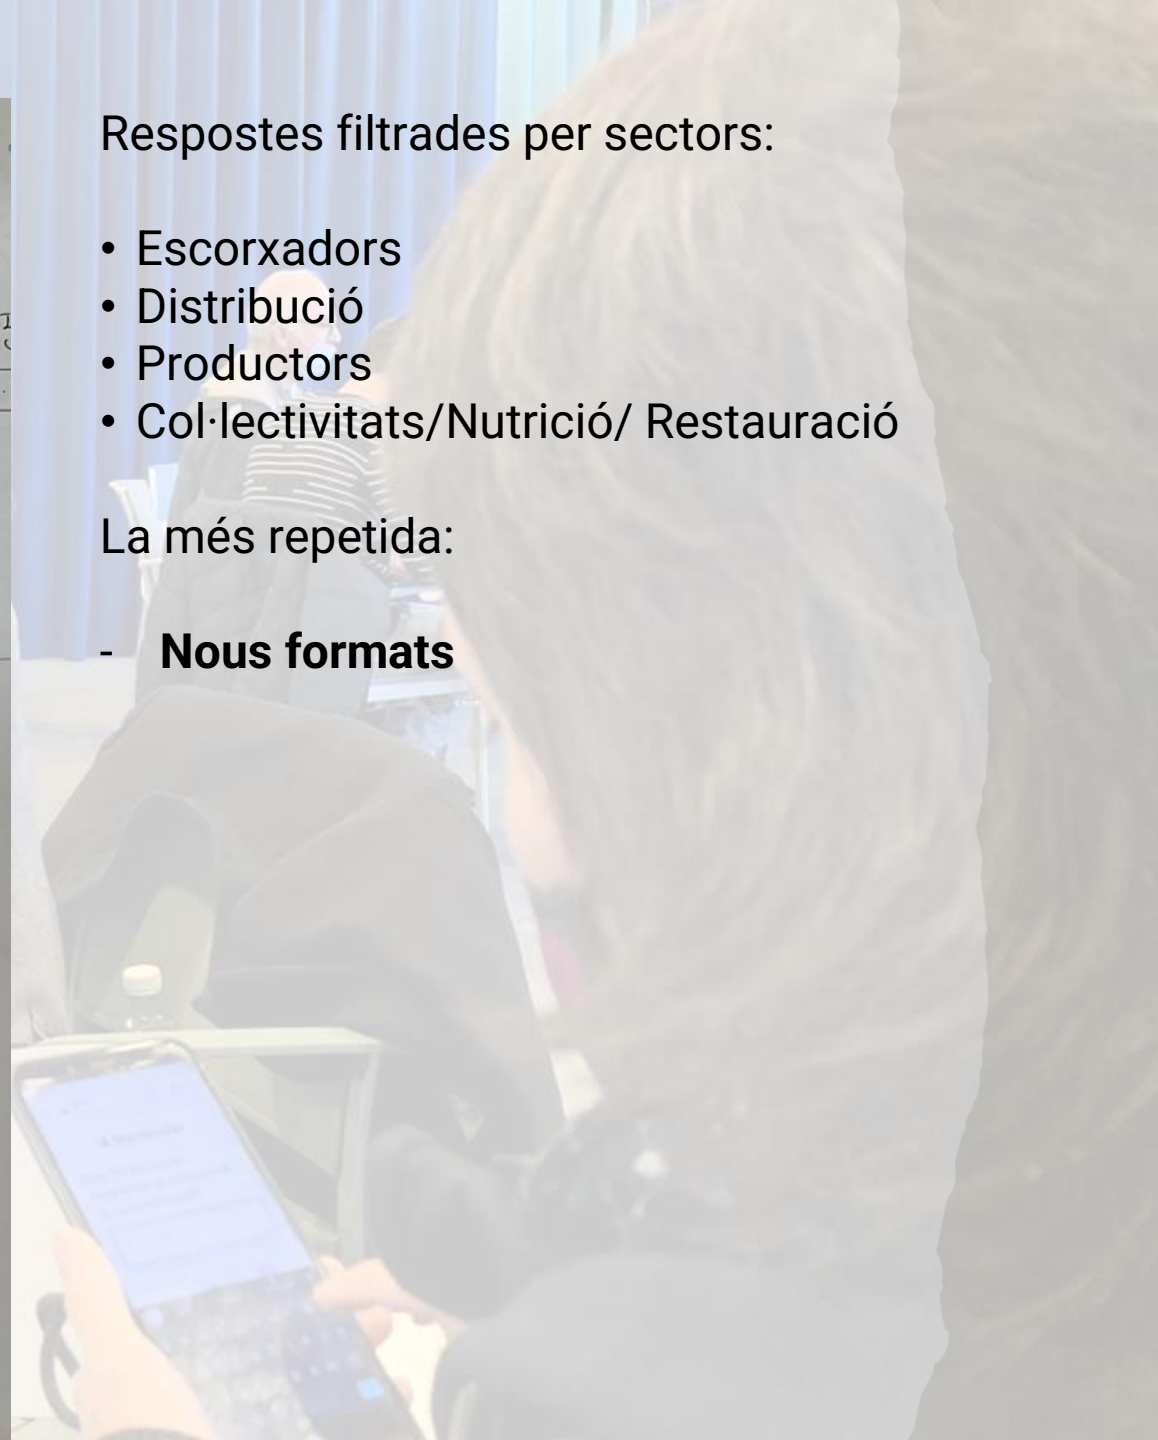 Respostes filtrades per sectors:
• Escorxadors
• Distribució
• Productors
• Col·lectivitats/Nutrició/ Restauració
La més repetida:
- Nous formats